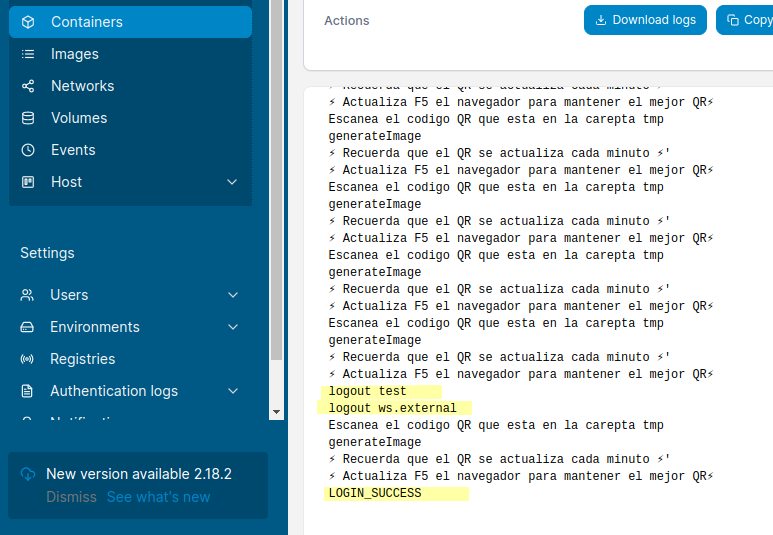 Containers
Images
Networks
Volumes
Events
Host
Settings
Users
Environments
Registries
Authentication logs
New version available 2.18.2
Dismiss See what's new
Actions
Download logs
Copy
⚡ Recuerda que el QR se actualiza cada minuto ⚡'
⚡ Actualiza F5 el navegador para mantener el mejor QR⚡
Escanea el codigo QR que esta en la carepta tmp
generateImage
⚡ Recuerda que el QR se actualiza cada minuto ⚡'
⚡ Actualiza F5 el navegador para mantener el mejor QR⚡
Escanea el codigo QR que esta en la carepta tmp
generateImage
⚡ Recuerda que el QR se actualiza cada minuto ⚡'
⚡ Actualiza F5 el navegador para mantener el mejor QR⚡
Escanea el codigo QR que esta en la carepta tmp
generateImage
⚡ Recuerda que el QR se actualiza cada minuto ⚡'
⚡ Actualiza F5 el navegador para mantener el mejor QR⚡
Escanea el codigo QR que esta en la carepta tmp
generateImage
⚡ Recuerda que el QR se actualiza cada minuto ⚡'
⚡ Actualiza F5 el navegador para mantener el mejor QR⚡
logout test
logout ws.external
Escanea el codigo QR que esta en la carepta tmp
generateImage
⚡ Recuerda que el QR se actualiza cada minuto ⚡'
⚡ Actualiza F5 el navegador para mantener el mejor QR⚡
LOGIN_SUCCESS